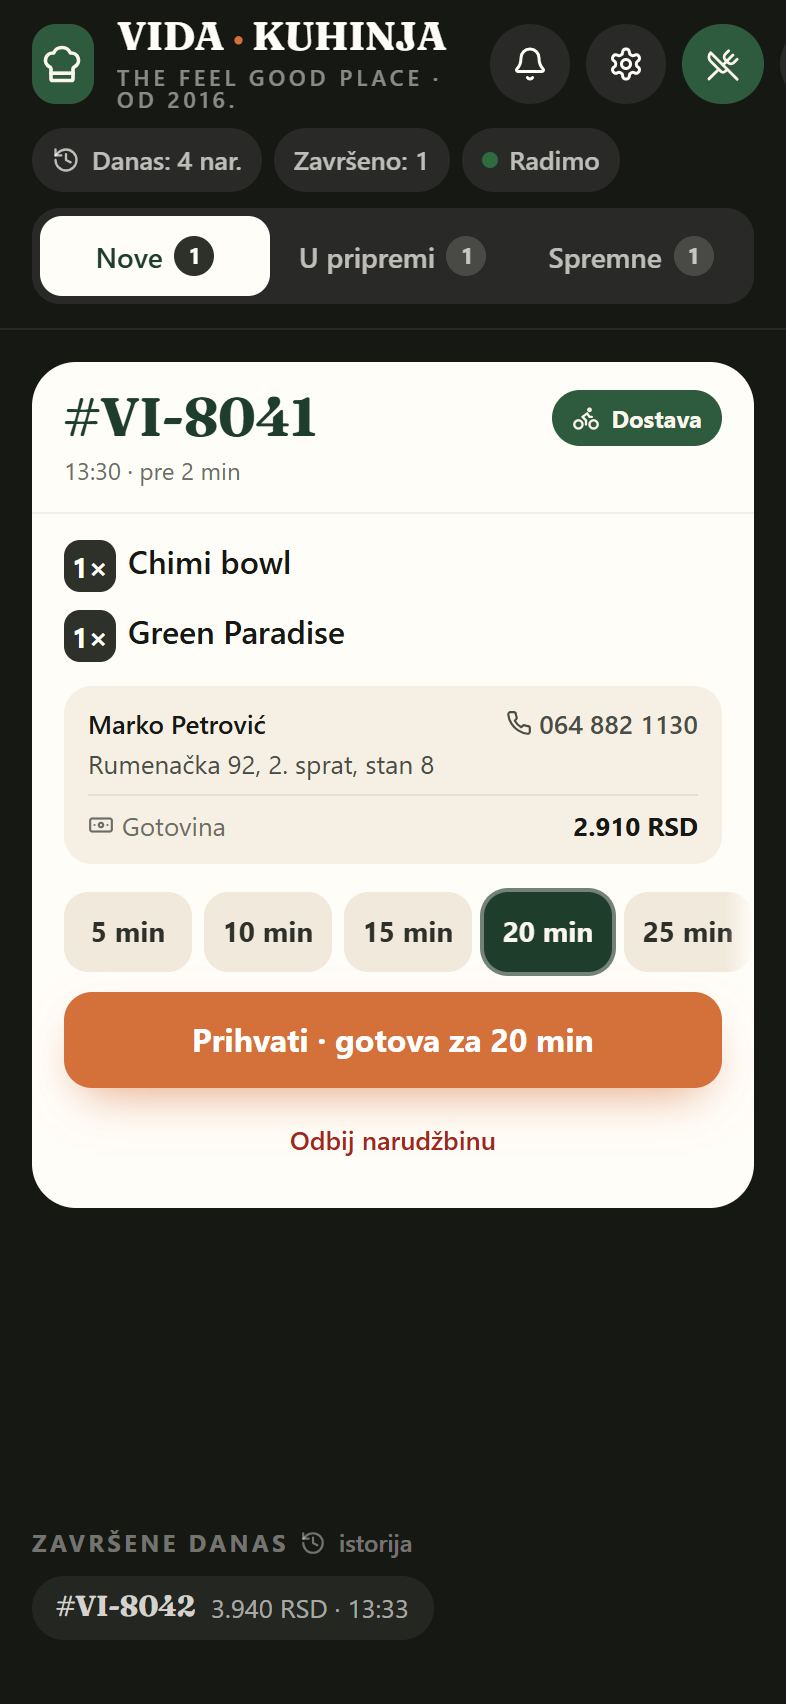 VIDA · KUHINJA
THE FEEL GOOD PLACE ·
OD 2016.
Danas: 4 nar.
Završeno: 1
Radimo
Nove 1
U pripremi 1
Spremne 1
#VI-8041
Dostava
13:30 · pre 2 min
1× Chimi bowl
1× Green Paradise
Marko Petrović
064 882 1130
Rumenačka 92, 2. sprat, stan 8
Gotovina
2.910 RSD
5 min
10 min
15 min
20 min
25 min
Prihvati · gotova za 20 min
Odbij narudžbinu
ZAVRŠENE DANAS istorija
#VI-8042 3.940 RSD · 13:33